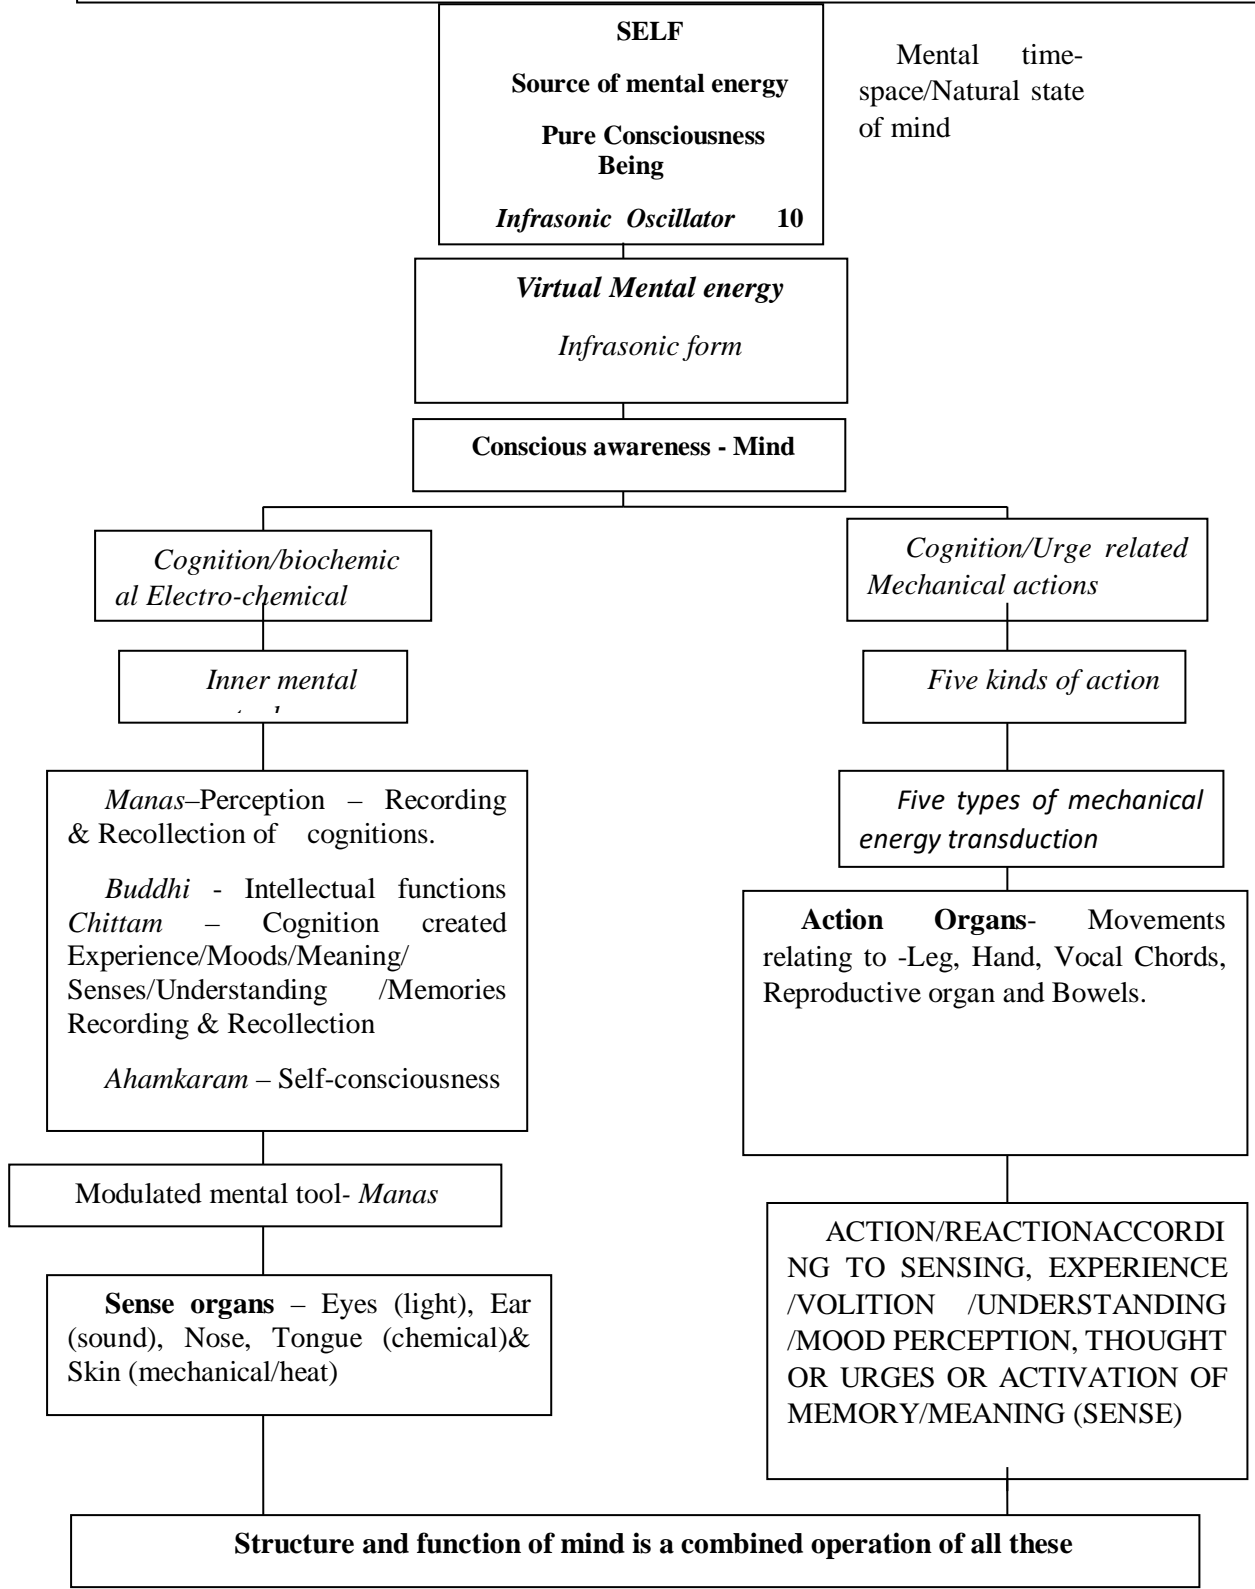 SELF
Source of mental energy
Pure Consciousness
Being
Infrasonic Oscillator 10
Mental time-
space/Natural state
of mind
Virtual Mental energy
Infrasonic form
Conscious awareness - Mind
Cognition/biochemic
al Electro-chemical
Inner mental
Manas–Perception – Recording
& Recollection of cognitions.
Buddhi - Intellectual functions
Chittam – Cognition created
Experience/Moods/Meaning/
Senses/Understanding /Memories
Recording & Recollection
Ahamkaram – Self-consciousness
Modulated mental tool- Manas
Sense organs – Eyes (light), Ear
(sound), Nose, Tongue (chemical)&
Skin (mechanical/heat)
Cognition/Urge related
Mechanical actions
Five kinds of action
Five types of mechanical
energy transduction
Action Organs- Movements
relating to -Leg, Hand, Vocal Chords,
Reproductive organ and Bowels.
ACTION/REACTIONACCORDI
NG TO SENSING, EXPERIENCE
/VOLITION /UNDERSTANDING
/MOOD PERCEPTION, THOUGHT
OR URGES OR ACTIVATION OF
MEMORY/MEANING (SENSE)
Structure and function of mind is a combined operation of all these